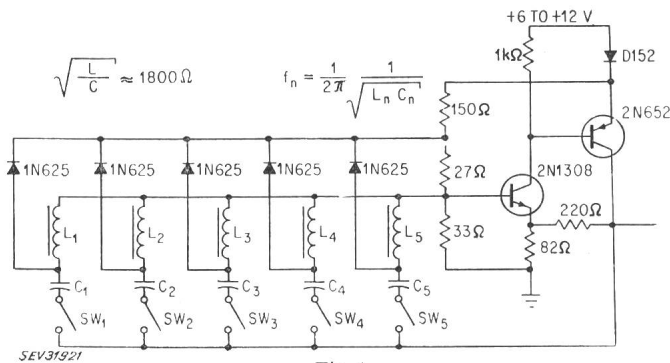 +6 TO +12 V
1kΩ
D152
√L/C ≈ 1800Ω
fn = 1/2π 1/√Ln Cn
150Ω
2N652
1N625 1N625 1N625 1N625 1N625
27Ω
2N1308
220Ω
L1 L2 L3 L4 L5
33Ω
82Ω
C1 C2 C3 C4 C5
SW1 SW2 SW3 SW4 SW5
SEV31921